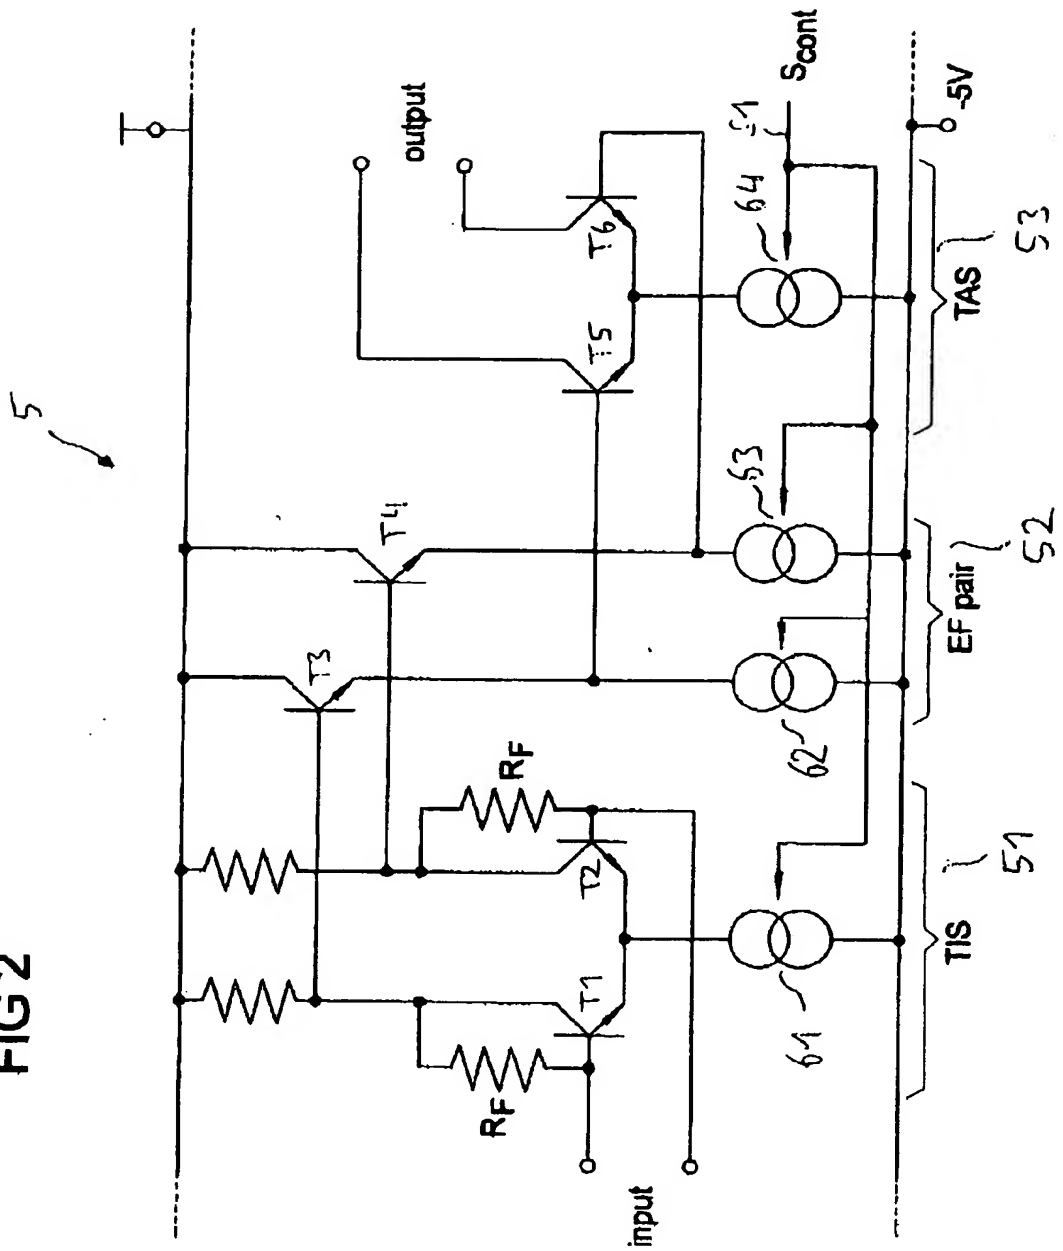 FIG 2
5
input
output
RF
RF
T1
T2
T3
T4
T5
T6
61
62
63
64
51
Scont
-5V
TIS
EF pair
TAS
51
52
53